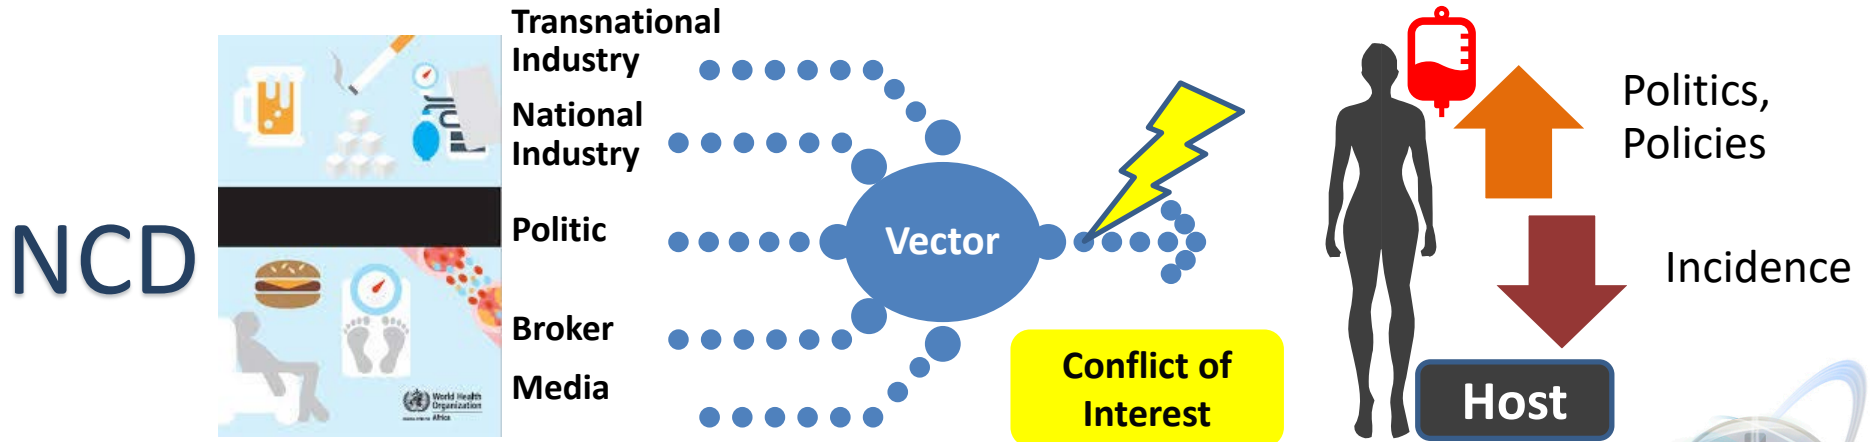 NCD
World Health
Organization
Africa
Transnational
Industry
National
Industry
Politic
Broker
Media
Vector
Conflict of
Interest
Politics,
Policies
Incidence
Host